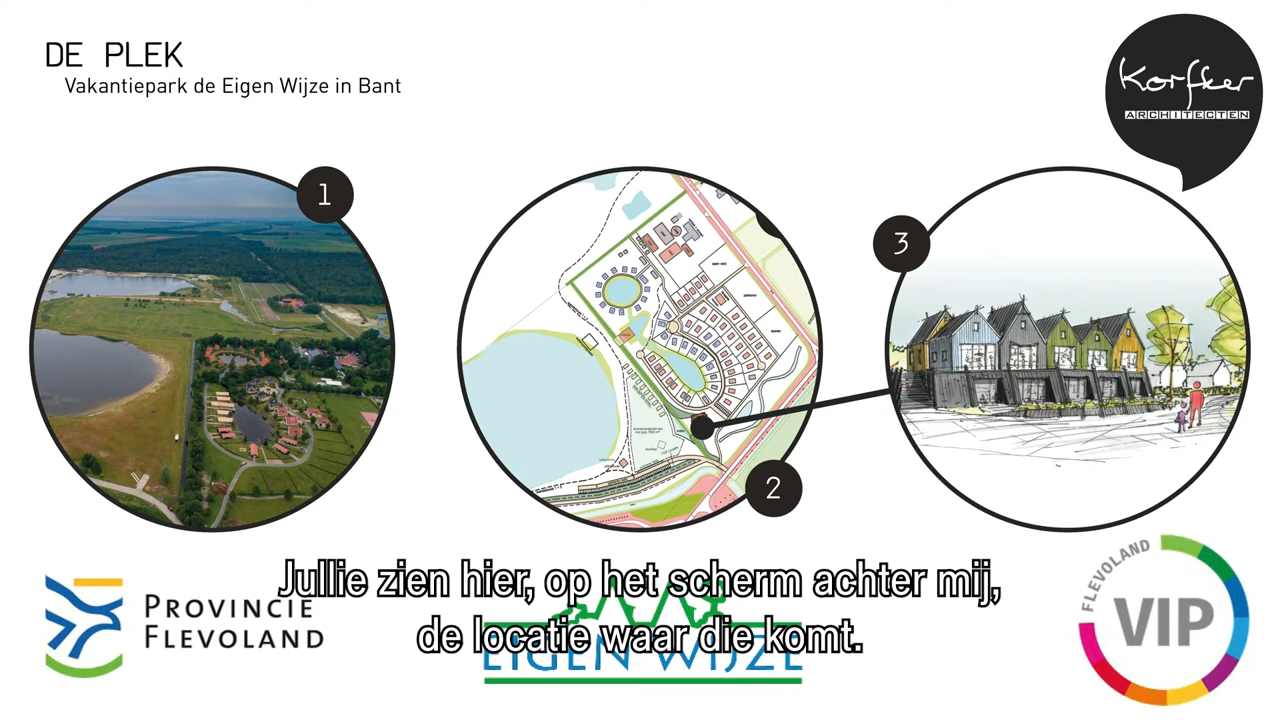 DE PLEK
Vakantiepark de Eigen Wijze in Bant
Korfker
ARCHITECTEN
1
2
3
Jullie zien hier, op het scherm achter mij,
de locatie waar die komt.
PROVINCIE
FLEVOLAND
EIGEN WIJZE
FLEVOLAND
VIP